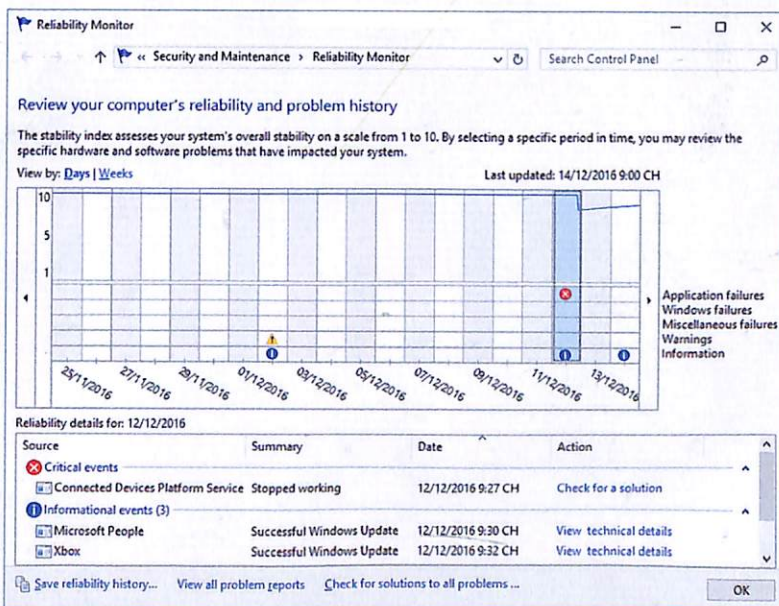 Reliability Monitor
« Security and Maintenance › Reliability Monitor
Search Control Panel
Review your computer's reliability and problem history
The stability index assesses your system's overall stability on a scale from 1 to 10. By selecting a specific period in time, you may review the
specific hardware and software problems that have impacted your system.
View by: Days | Weeks
Last updated: 14/12/2016 9:00 CH
10
5
1
Application failures
Windows failures
Miscellaneous failures
Warnings
Information
25/11/2016 27/11/2016 29/11/2016 01/12/2016 03/12/2016 05/12/2016 07/12/2016 09/12/2016 11/12/2016 13/12/2016
Reliability details for: 12/12/2016
Source Summary Date Action
Critical events
Connected Devices Platform Service Stopped working 12/12/2016 9:27 CH Check for a solution
Informational events (3)
Microsoft People Successful Windows Update 12/12/2016 9:30 CH View technical details
Xbox Successful Windows Update 12/12/2016 9:32 CH View technical details
Save reliability history... View all problem reports Check for solutions to all problems ...
OK